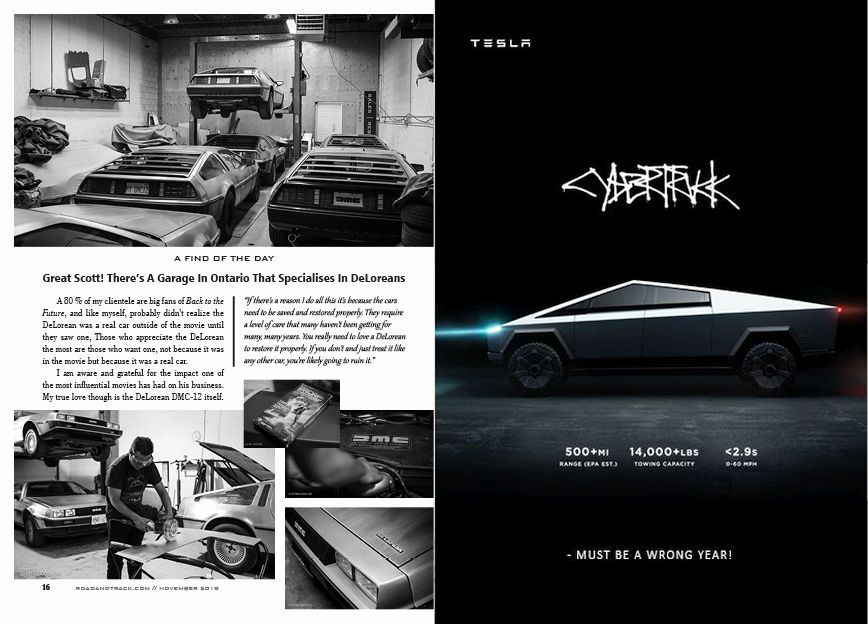 A FIND OF THE DAY
Great Scott! There's A Garage In Ontario That Specialises In DeLoreans
A 80 % of my clientele are big fans of Back to the
Future, and like myself, probably didn't realize the
DeLorean was a real car outside of the movie until
they saw one, Those who appreciate the DeLorean
the most are those who want one, not because it was
in the movie but because it was a real car.
I am aware and grateful for the impact one of
the most influential movies has had on his business.
My true love though is the DeLorean DMC-12 itself.
"If there's a reason I do all this it's because the cars
need to be saved and restored properly. They require
a level of care that many haven't been getting for
many, many years. You really need to love a DeLorean
to restore it properly. If you don't and just treat it like
any other car, you're likely going to ruin it."
DMC
16
ROADANDTRACK.COM // NOVEMBER 2019
TESLA
CYBERTRUCK
500+MI
RANGE (EPA EST.)
14,000+LBS
TOWING CAPACITY
<2.9S
0-60 MPH
- MUST BE A WRONG YEAR!